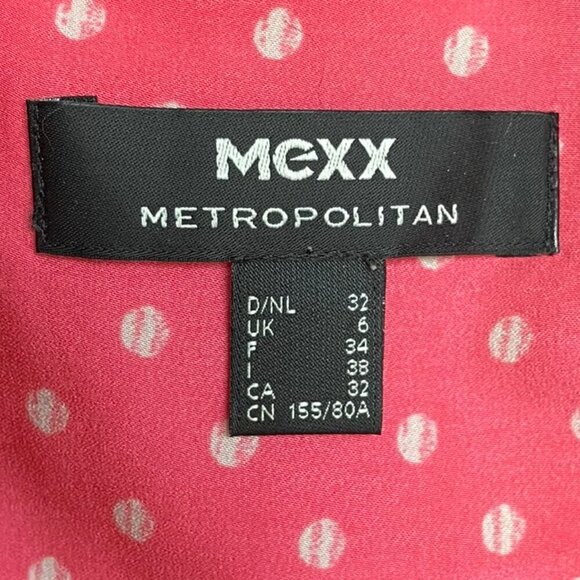 Mexx
METROPOLITAN
D/NL 32
UK 6
F 34
I 38
CA 32
CN 155/80A